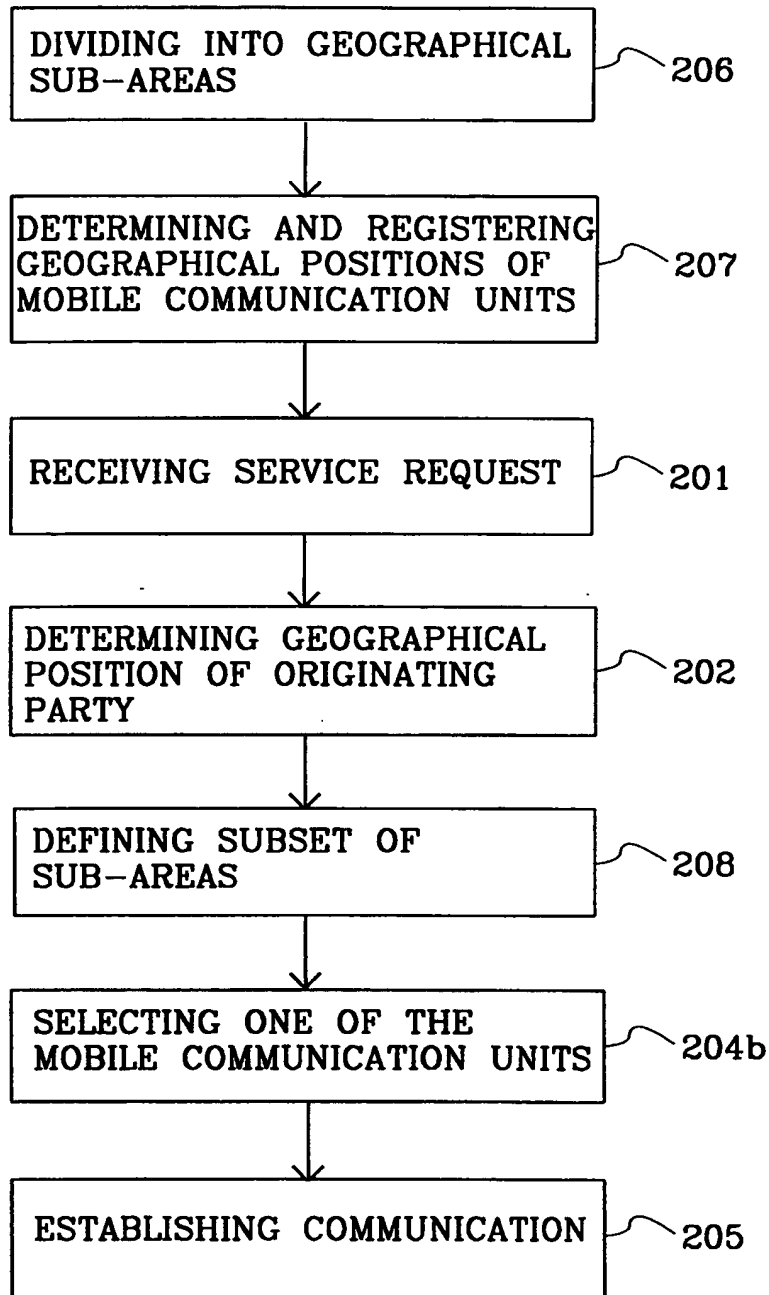 DIVIDING INTO GEOGRAPHICAL
SUB-AREAS
206
DETERMINING AND REGISTERING
GEOGRAPHICAL POSITIONS OF
MOBILE COMMUNICATION UNITS
207
RECEIVING SERVICE REQUEST
201
DETERMINING GEOGRAPHICAL
POSITION OF ORIGINATING
PARTY
202
DEFINING SUBSET OF
SUB-AREAS
208
SELECTING ONE OF THE
MOBILE COMMUNICATION UNITS
204b
ESTABLISHING COMMUNICATION
205